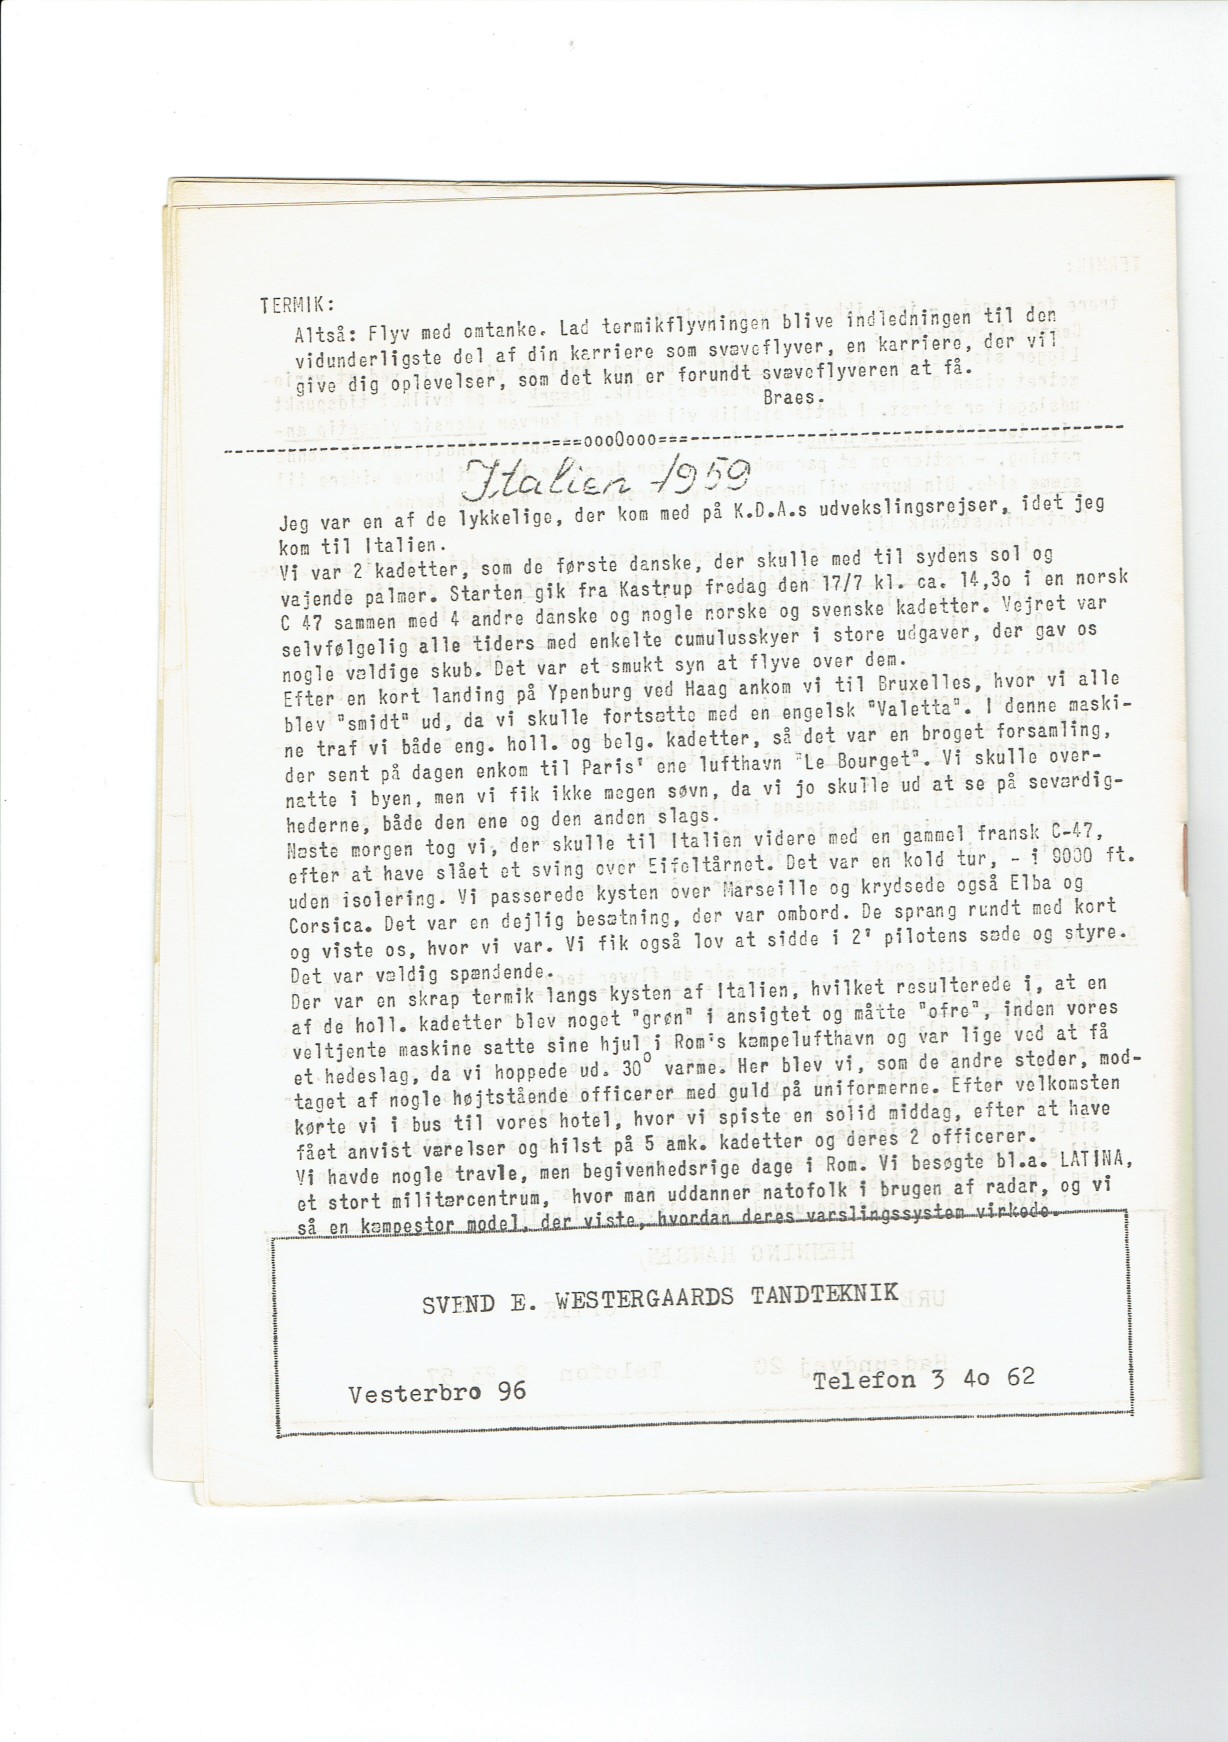 TERMIK:
Altså: Flyv med omtanke. Lad termikflyvningen blive indledningen til den
vidunderligste del af din karriere som svæveflyver, en karriere, der vil
give dig oplevelser, som det kun er forundt svæveflyveren at få.
Braes.
------------------------------===ooo0ooo===------------------------------
Italien 1959
Jeg var en af de lykkelige, der kom med på K.D.A.s udvekslingsrejser, idet jeg
kom til Italien.
Vi var 2 kadetter, som de første danske, der skulle med til sydens sol og
vajende palmer. Starten gik fra Kastrup fredag den 17/7 kl. ca. 14,3o i en norsk
C 47 sammen med 4 andre danske og nogle norske og svenske kadetter. Vejret var
selvfølgelig alle tiders med enkelte cumulusskyer i store udgaver, der gav os
nogle vældige skub. Det var et smukt syn at flyve over dem.
Efter en kort landing på Ypenburg ved Haag ankom vi til Bruxelles, hvor vi alle
blev "smidt" ud, da vi skulle fortsætte med en engelsk "Valetta". I denne maski-
ne traf vi både eng. holl. og belg. kadetter, så det var en broget forsamling,
der sent på dagen enkom til Paris' ene lufthavn "Le Bourget". Vi skulle over-
natte i byen, men vi fik ikke megen søvn, da vi jo skulle ud at se på seværdig-
hederne, både den ene og den anden slags.
Næste morgen tog vi, der skulle til Italien videre med en gammel fransk C-47,
efter at have slået et sving over Eifeltårnet. Det var en kold tur, - i 9000 ft.
uden isolering. Vi passerede kysten over Marseille og krydsede også Elba og
Corsica. Det var en dejlig besætning, der var ombord. De sprang rundt med kort
og viste os, hvor vi var. Vi fik også lov at sidde i 2' pilotens sæde og styre.
Det var vældig spændende.
Der var en skrap termik langs kysten af Italien, hvilket resulterede i, at en
af de holl. kadetter blev noget "grøn" i ansigtet og måtte "ofre", inden vores
veltjente maskine satte sine hjul i Rom's kæmpelufthavn og var lige ved at få
et hedeslag, da vi hoppede ud. 30° varme. Her blev vi, som de andre steder, mod-
taget af nogle højtstående officerer med guld på uniformerne. Efter velkomsten
kørte vi i bus til vores hotel, hvor vi spiste en solid middag, efter at have
fået anvist værelser og hilst på 5 amk. kadetter og deres 2 officerer.
Vi havde nogle travle, men begivenhedsrige dage i Rom. Vi besøgte bl.a. LATINA,
et stort militærcentrum, hvor man uddanner natofolk i brugen af radar, og vi
så en kæmpestor model, der viste, hvordan deres varslingssystem virkede.
SVEND E. WESTERGAARDS TANDTEKNIK
Vesterbro 96
Telefon 3 4o 62